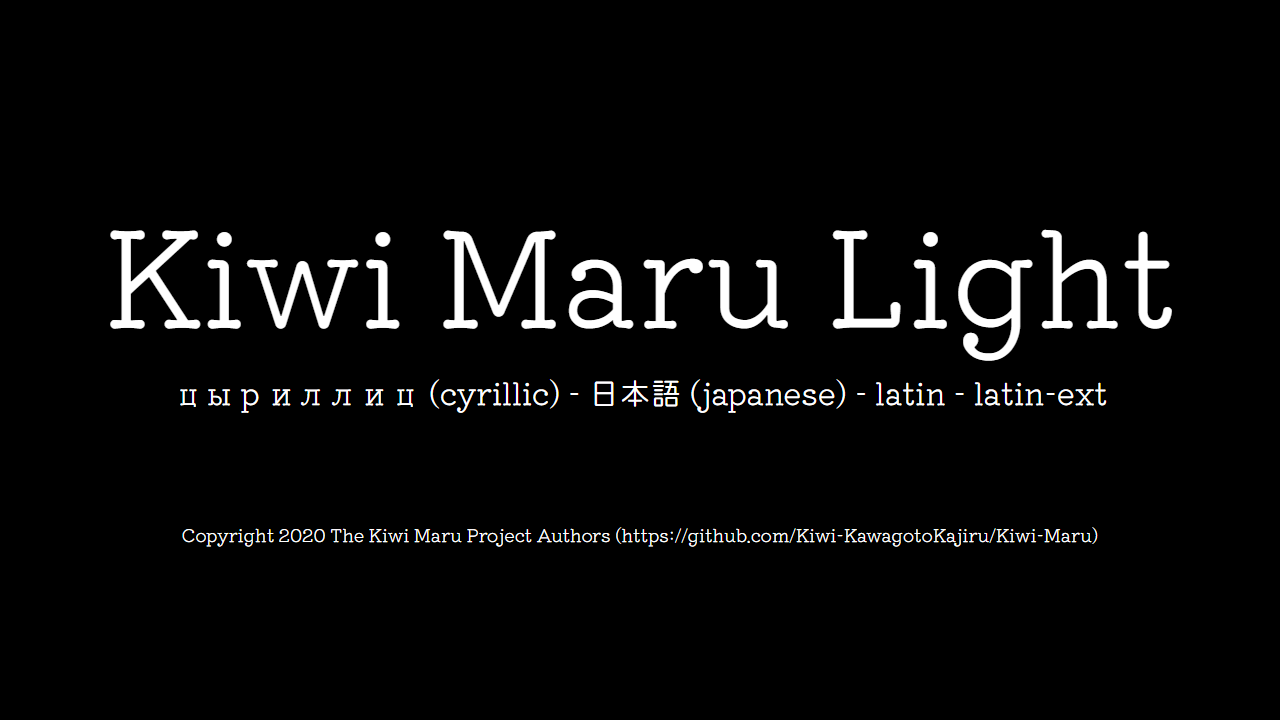 Kiwi Maru Light
цыриллиц (cyrillic) - 日本語 (japanese) - latin - latin-ext
Copyright 2020 The Kiwi Maru Project Authors (https://github.com/Kiwi-KawagotoKajiru/Kiwi-Maru)